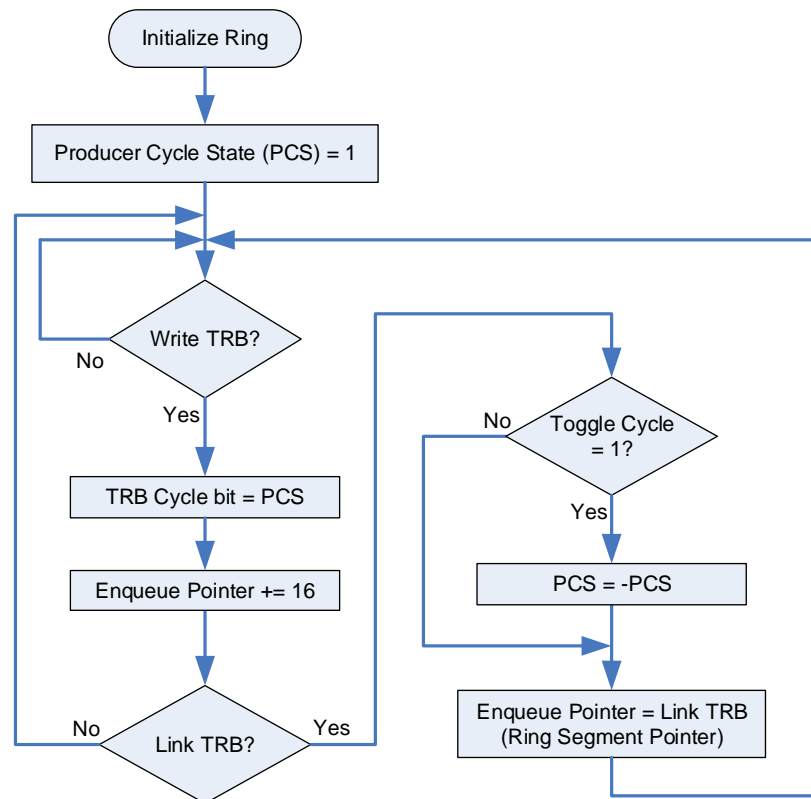 Initialize Ring
Producer Cycle State (PCS) = 1
Write TRB?
No
Yes
TRB Cycle bit = PCS
Enqueue Pointer += 16
No
Link TRB?
Yes
No
Toggle Cycle
= 1?
Yes
PCS = -PCS
Enqueue Pointer = Link TRB
(Ring Segment Pointer)